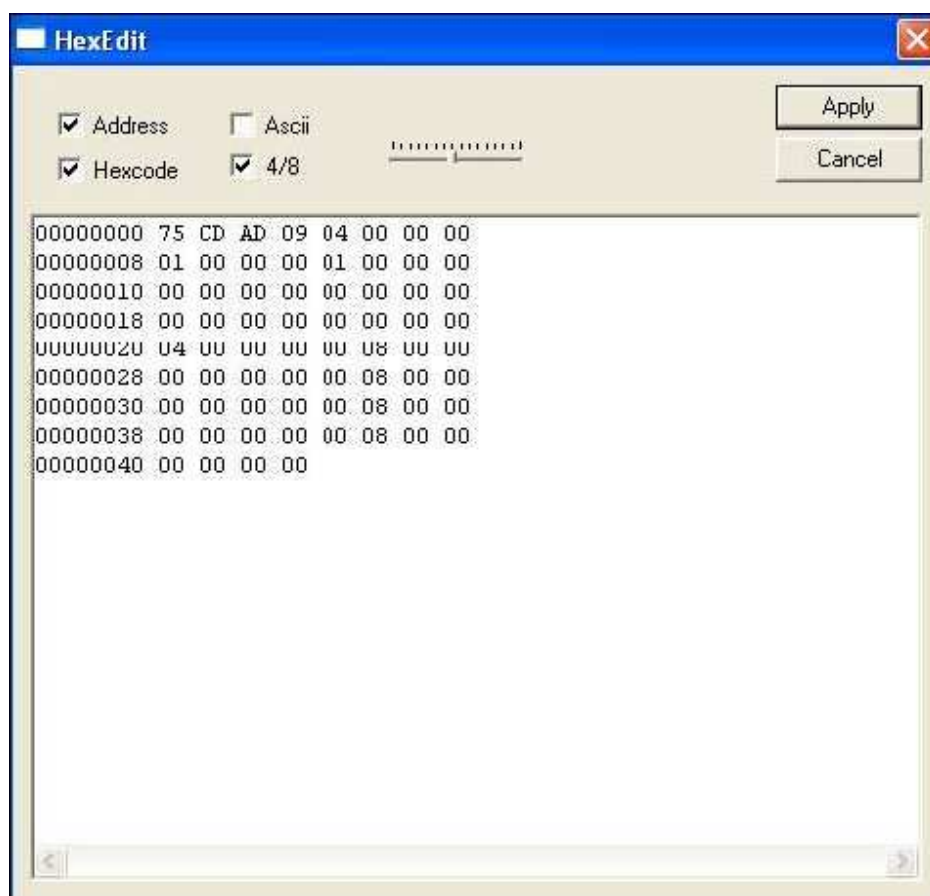 HexEdit
Address Ascii Apply
Hexcode 4/8 Cancel
00000000 75 CD AD 09 04 00 00 00
00000008 01 00 00 00 01 00 00 00
00000010 00 00 00 00 00 00 00 00
00000018 00 00 00 00 00 00 00 00
00000020 04 00 00 00 00 08 00 00
00000028 00 00 00 00 00 08 00 00
00000030 00 00 00 00 00 08 00 00
00000038 00 00 00 00 00 08 00 00
00000040 00 00 00 00